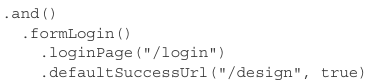 .and()
  .formLogin()
    .loginPage("/login")
    .defaultSuccessUrl("/design", true)